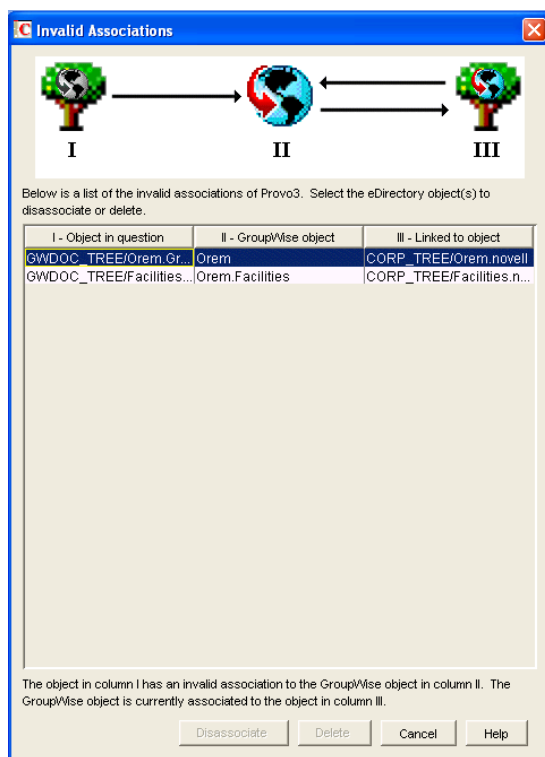 Invalid Associations
I II III
Below is a list of the invalid associations of Provo3. Select the eDirectory object(s) to
disassociate or delete.
I - Object in question II - GroupWise object III - Linked to object
GWDOC_TREE/Orem.Gr... Orem CORP_TREE/Orem.novell
GWDOC_TREE/Facilities... Orem.Facilities CORP_TREE/Facilities.n...
The object in column I has an invalid association to the GroupWise object in column II. The
GroupWise object is currently associated to the object in column III.
Disassociate Delete Cancel Help